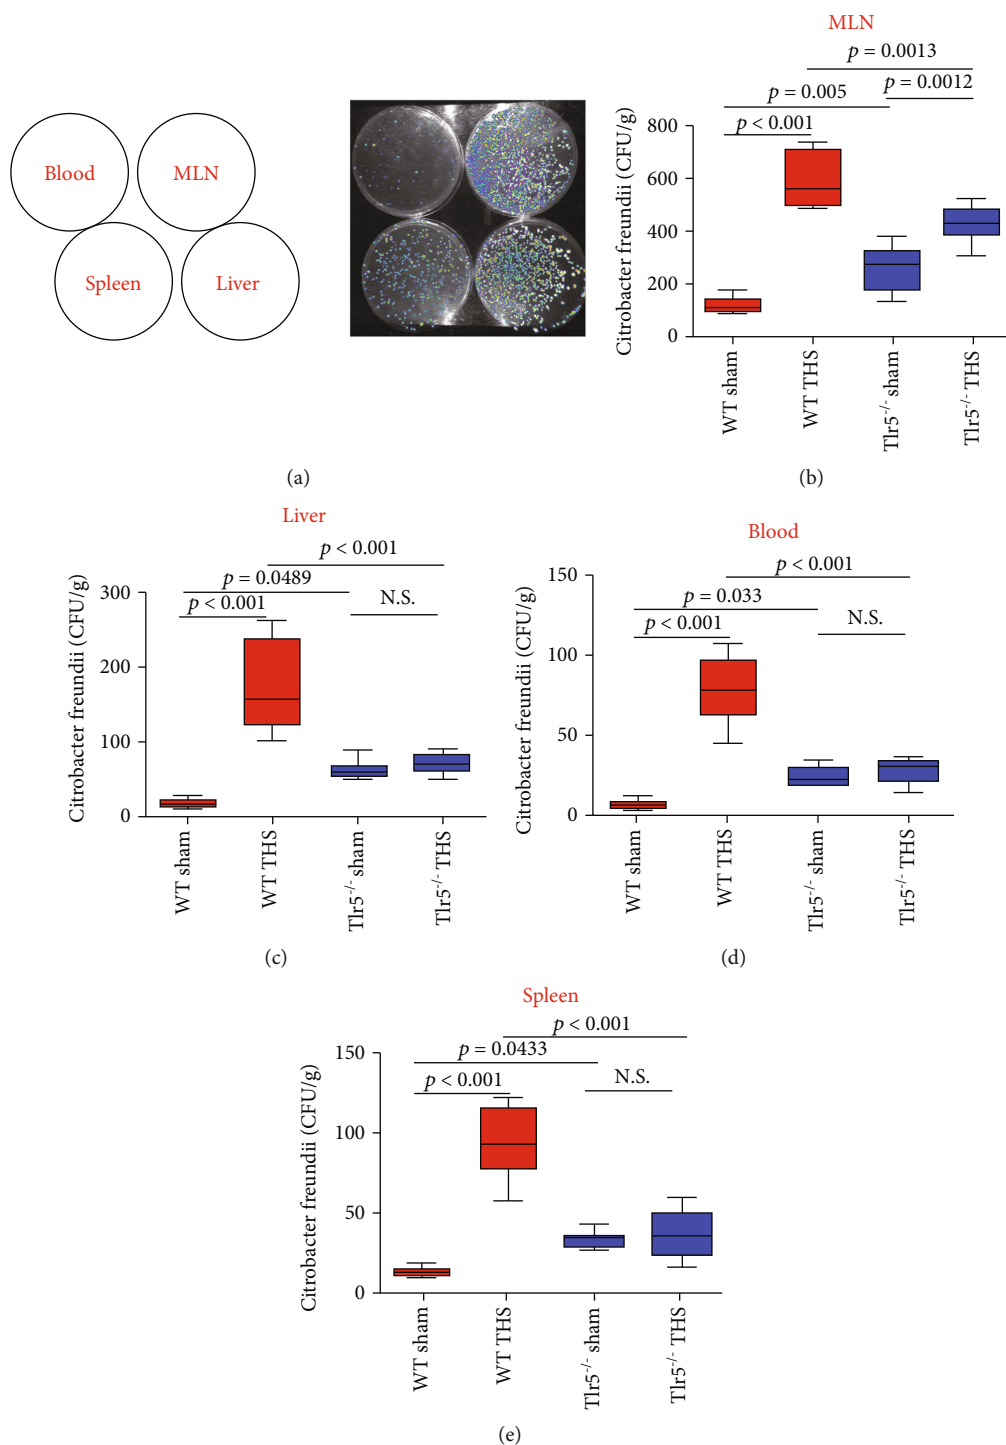 Blood
MLN
Spleen
Liver
(a)
MLN
p = 0.0013
p = 0.005
p = 0.0012
p < 0.001
Citrobacter freundii (CFU/g)
800
600
400
200
0
WT sham
WT THS
Tlr5-/- sham
Tlr5-/- THS
(b)
Liver
p < 0.001
p = 0.0489
p < 0.001
N.S.
Citrobacter freundii (CFU/g)
300
200
100
0
WT sham
WT THS
Tlr5-/- sham
Tlr5-/- THS
(c)
Blood
p < 0.001
p = 0.033
p < 0.001
N.S.
Citrobacter freundii (CFU/g)
150
100
50
0
WT sham
WT THS
Tlr5-/- sham
Tlr5-/- THS
(d)
Spleen
p < 0.001
p = 0.0433
p < 0.001
N.S.
Citrobacter freundii (CFU/g)
150
100
50
0
WT sham
WT THS
Tlr5-/- sham
Tlr5-/- THS
(e)